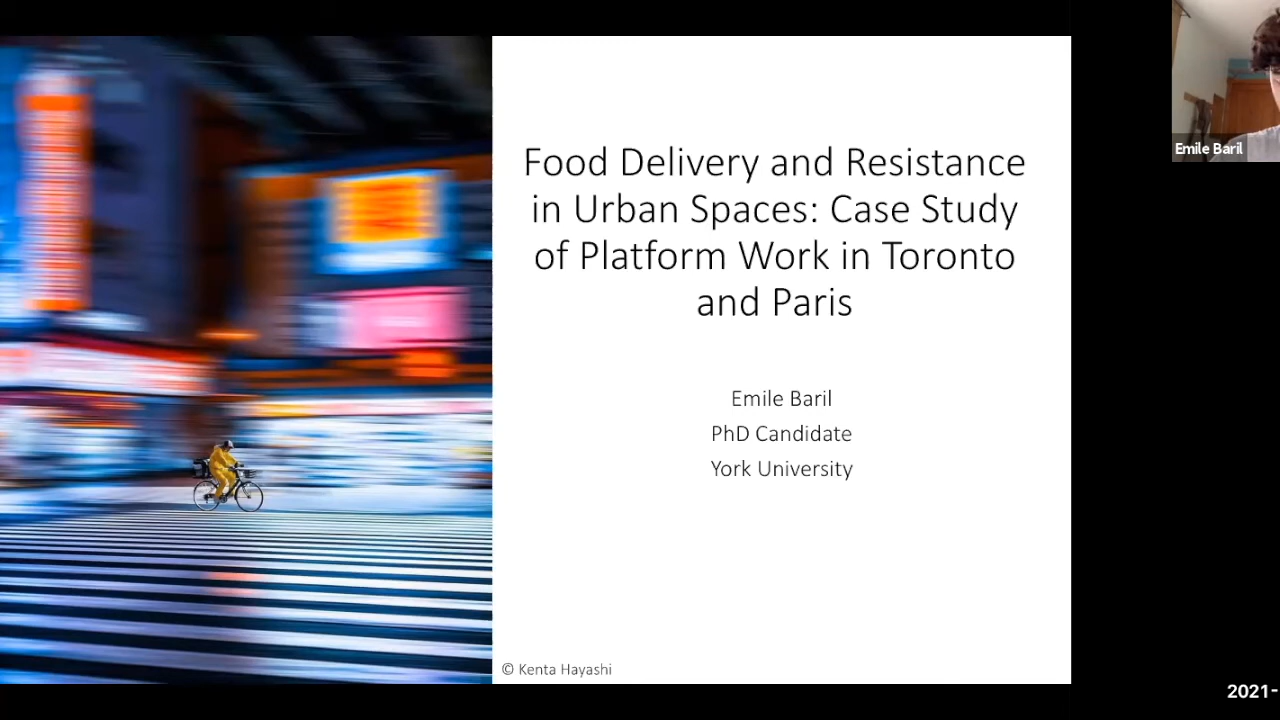 Food Delivery and Resistance
in Urban Spaces: Case Study
of Platform Work in Toronto
and Paris
Emile Baril
PhD Candidate
York University
© Kenta Hayashi
Emile Baril
2021-